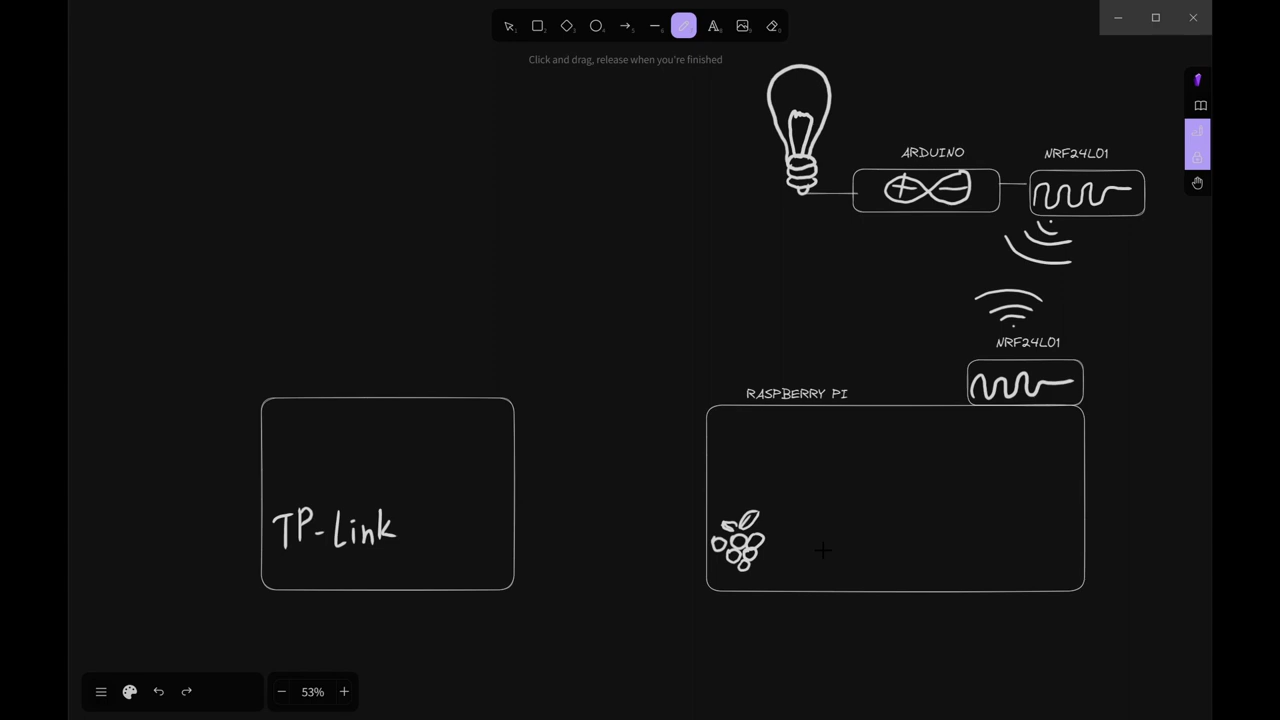 Click and drag, release when you're finished
ARDUINO
NRF24L01
NRF24L01
RASPBERRY PI
TP-Link
53%